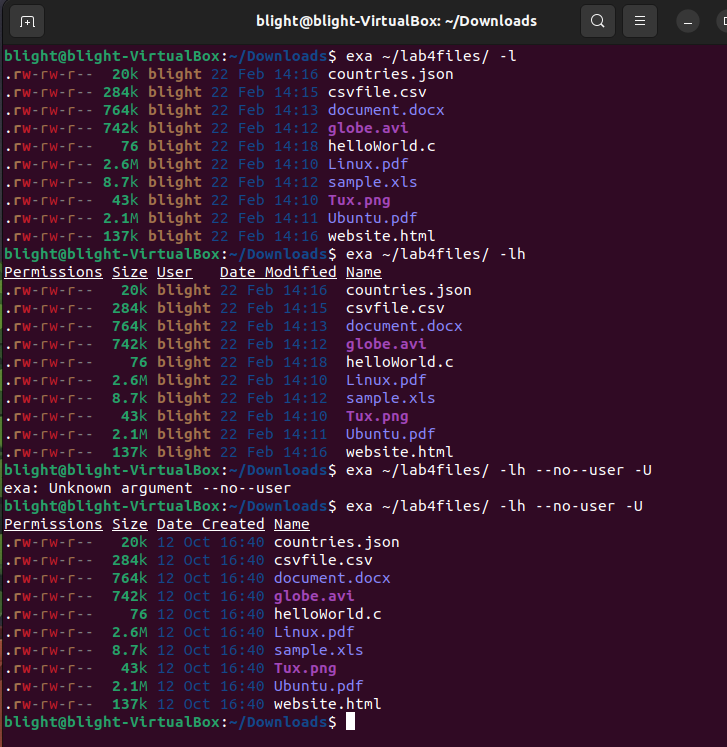 blight@blight-VirtualBox: ~/Downloads
blight@blight-VirtualBox:~/Downloads$ exa ~/lab4files/ -l
.rw-rw-r-- 20k blight 22 Feb 14:16 countries.json
.rw-rw-r-- 284k blight 22 Feb 14:15 csvfile.csv
.rw-rw-r-- 764k blight 22 Feb 14:13 document.docx
.rw-rw-r-- 742k blight 22 Feb 14:12 globe.avi
.rw-rw-r-- 76 blight 22 Feb 14:18 helloWorld.c
.rw-rw-r-- 2.6M blight 22 Feb 14:10 Linux.pdf
.rw-rw-r-- 8.7k blight 22 Feb 14:12 sample.xls
.rw-rw-r-- 43k blight 22 Feb 14:10 Tux.png
.rw-rw-r-- 2.1M blight 22 Feb 14:11 Ubuntu.pdf
.rw-rw-r-- 137k blight 22 Feb 14:16 website.html
blight@blight-VirtualBox:~/Downloads$ exa ~/lab4files/ -lh
Permissions Size User Date Modified Name
.rw-rw-r-- 20k blight 22 Feb 14:16 countries.json
.rw-rw-r-- 284k blight 22 Feb 14:15 csvfile.csv
.rw-rw-r-- 764k blight 22 Feb 14:13 document.docx
.rw-rw-r-- 742k blight 22 Feb 14:12 globe.avi
.rw-rw-r-- 76 blight 22 Feb 14:18 helloWorld.c
.rw-rw-r-- 2.6M blight 22 Feb 14:10 Linux.pdf
.rw-rw-r-- 8.7k blight 22 Feb 14:12 sample.xls
.rw-rw-r-- 43k blight 22 Feb 14:10 Tux.png
.rw-rw-r-- 2.1M blight 22 Feb 14:11 Ubuntu.pdf
.rw-rw-r-- 137k blight 22 Feb 14:16 website.html
blight@blight-VirtualBox:~/Downloads$ exa ~/lab4files/ -lh --no--user -U
exa: Unknown argument --no--user
blight@blight-VirtualBox:~/Downloads$ exa ~/lab4files/ -lh --no-user -U
Permissions Size Date Created Name
.rw-rw-r-- 20k 12 Oct 16:40 countries.json
.rw-rw-r-- 284k 12 Oct 16:40 csvfile.csv
.rw-rw-r-- 764k 12 Oct 16:40 document.docx
.rw-rw-r-- 742k 12 Oct 16:40 globe.avi
.rw-rw-r-- 76 12 Oct 16:40 helloWorld.c
.rw-rw-r-- 2.6M 12 Oct 16:40 Linux.pdf
.rw-rw-r-- 8.7k 12 Oct 16:40 sample.xls
.rw-rw-r-- 43k 12 Oct 16:40 Tux.png
.rw-rw-r-- 2.1M 12 Oct 16:40 Ubuntu.pdf
.rw-rw-r-- 137k 12 Oct 16:40 website.html
blight@blight-VirtualBox:~/Downloads$